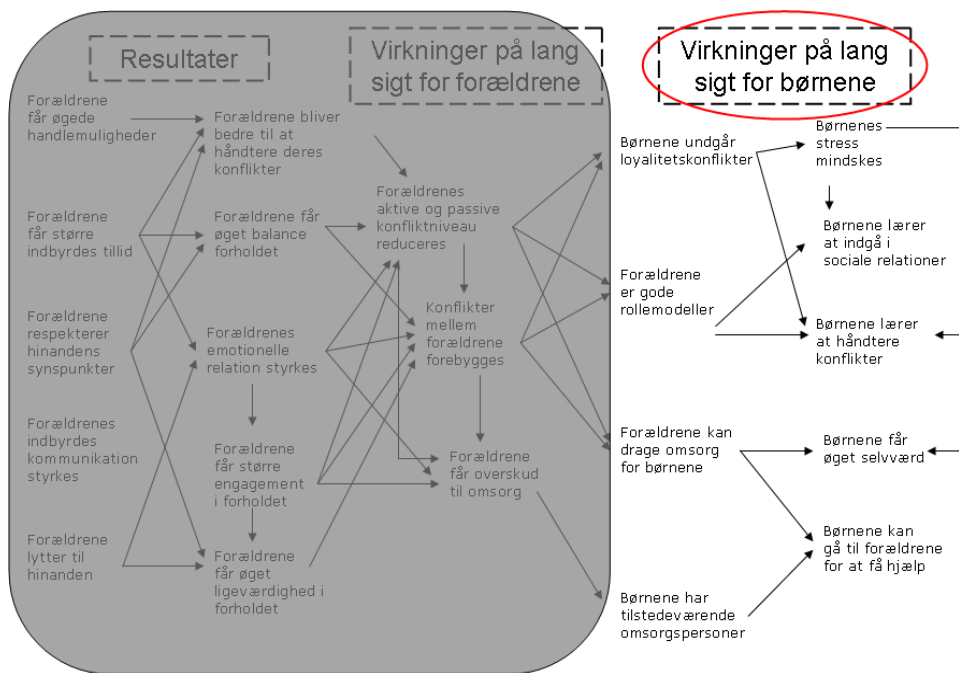 Resultater
Virkninger på lang
sigt for forældrene
Virkninger på lang
sigt for børnene
Forældrene
får øgede
handlemuligheder
Forældrene
får større
indbyrdes tillid
Forældrene
respekterer
hinandens
synspunkter
Forældrenes
indbyrdes
kommunikation
styrkes
Forældrene
lytter til
hinanden
Forældrene bliver
bedre til at
håndtere deres
konflikter
Forældrene får
øget balance
forholdet
Forældrenes
emotionelle
relation styrkes
Forældrene
får større
engagement
i forholdet
Forældrene
får øget
ligeværdighed i
forholdet
Forældrenes
aktive og passive
konfliktniveau
reduceres
Konflikter
mellem
forældrene
forebygges
Forældrene
får overskud
til omsorg
Børnene undgår
loyalitetskonflikter
Forældrene
er gode
rollemodeller
Forældrene kan
drage omsorg
for børnene
Børnene har
tilstedeværende
omsorgspersoner
Børnenes
stress
mindskes
Børnene lærer
at indgå i
sociale relationer
Børnene lærer
at håndtere
konflikter
Børnene får
øget selvværd
Børnene kan
gå til forældrene
for at få hjælp